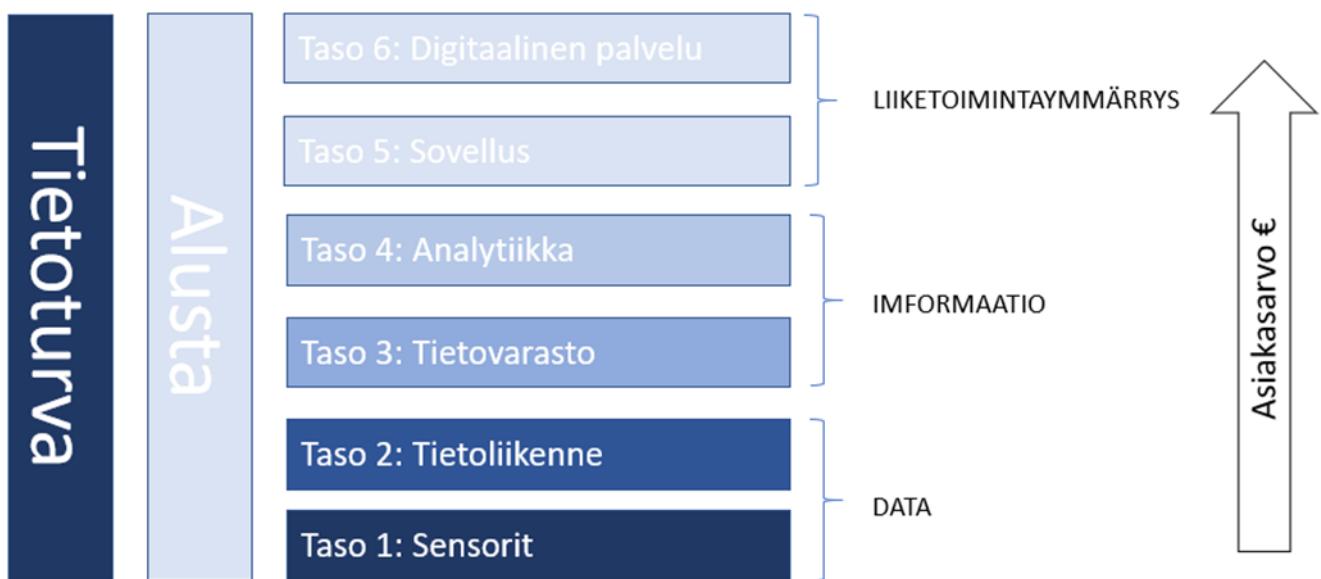 Tietoturva
Alusta
Taso 6: Digitaalinen palvelu
Taso 5: Sovellus
LIIKETOIMINTAYMMÄRRYS
Taso 4: Analytiikka
Taso 3: Tietovarasto
IMFORMAATIO
Taso 2: Tietoliikenne
Taso 1: Sensorit
DATA
Asiakasarvo €